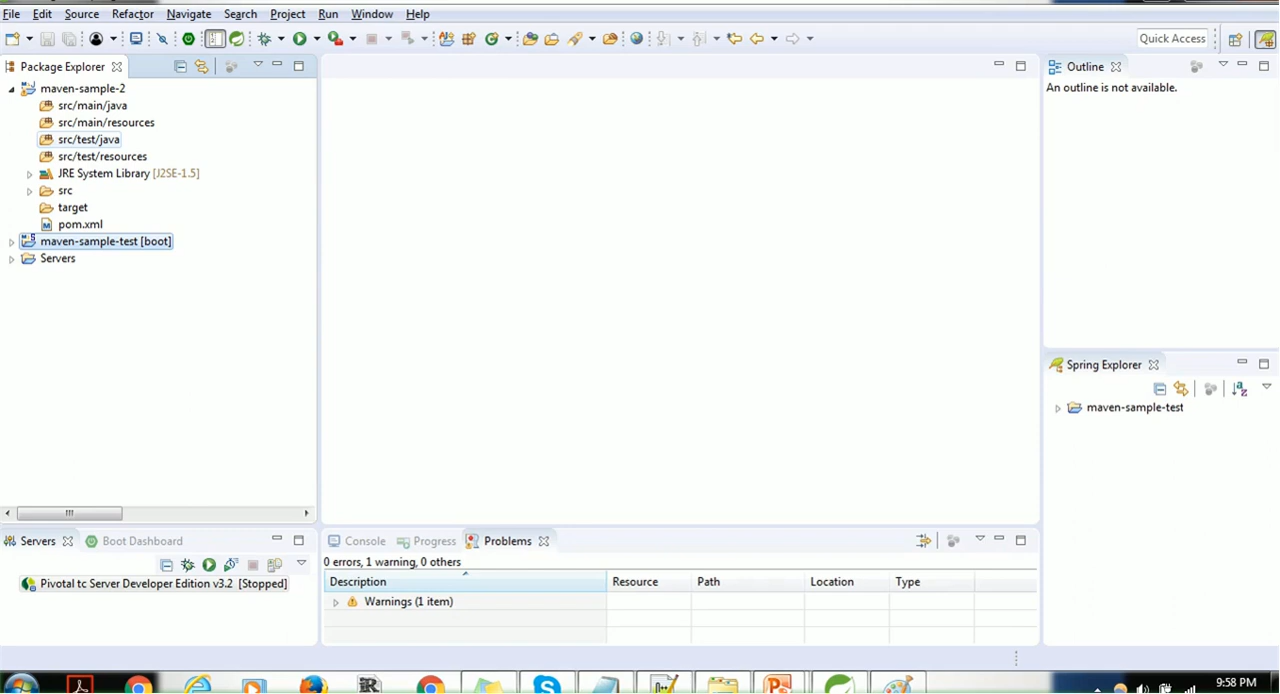 File Edit Source Refactor Navigate Search Project Run Window Help
Quick Access
Package Explorer
maven-sample-2
src/main/java
src/main/resources
src/test/java
src/test/resources
JRE System Library [J2SE-1.5]
src
target
pom.xml
maven-sample-test [boot]
Servers
Outline
An outline is not available.
Spring Explorer
maven-sample-test
Servers Boot Dashboard
Pivotal tc Server Developer Edition v3.2 [Stopped]
Console Progress Problems
0 errors, 1 warning, 0 others
Description Resource Path Location Type
Warnings (1 item)
9:58 PM